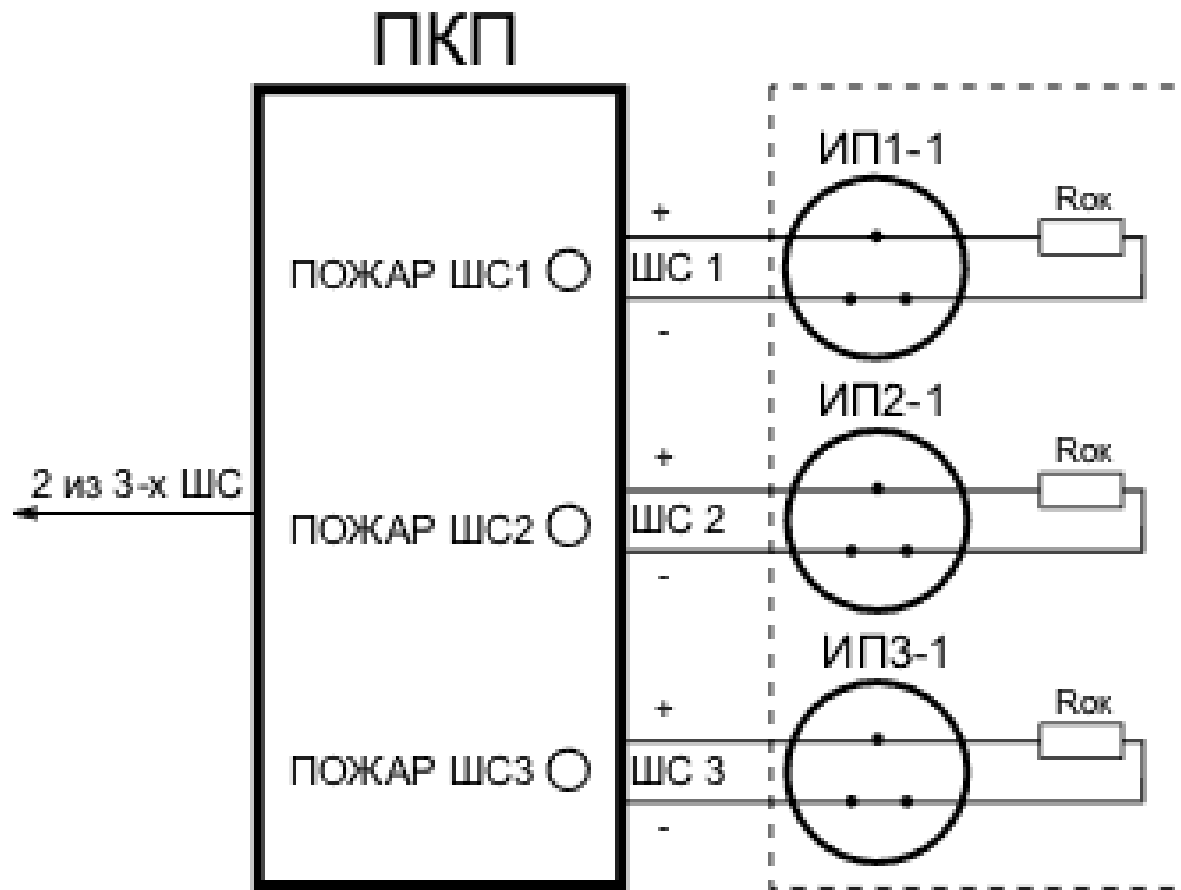 ПКП
ИП1-1
Rок
+
ПОЖАР ШС1
ШС 1
-
ИП2-1
Rок
+
2 из 3-х ШС
ПОЖАР ШС2
ШС 2
-
ИП3-1
Rок
+
ПОЖАР ШС3
ШС 3
-